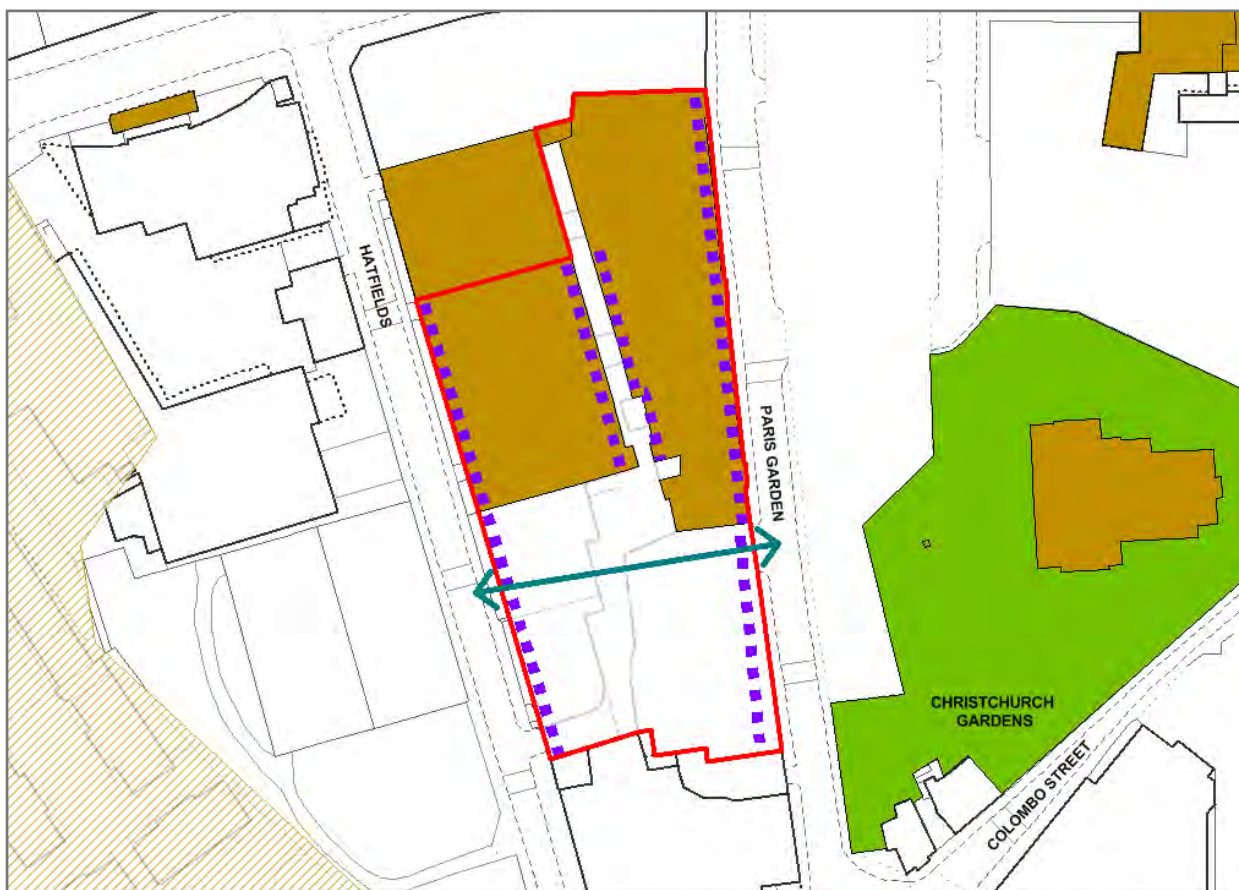 HATFIELDS
PARIS GARDEN
CHRISTCHURCH
GARDENS
COLOMBO STREET